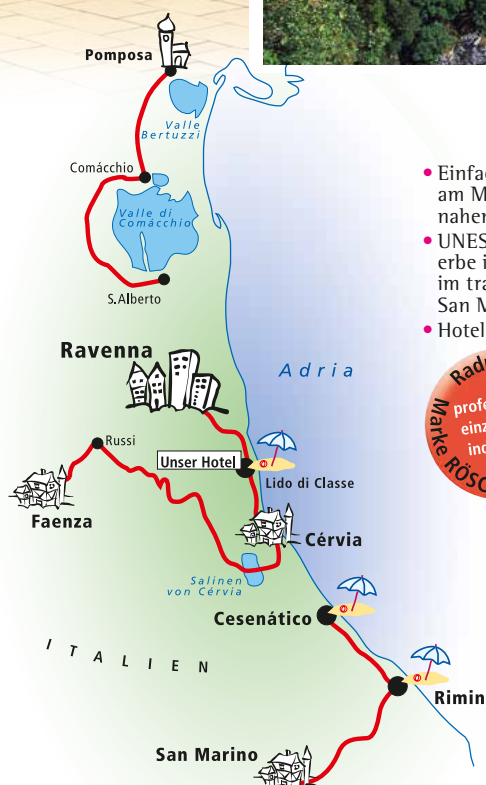 Pomposa
Valle
Bertuzzi
Comácchio
Valle di
Comácchio
S.Alberto
Ravenna
Adria
Russi
Unser Hotel
Lido di Classe
Faenza
Cérvia
Salinen
von Cérvia
Cesenático
ITALIEN
Rimin
San Marino
• Einfac
am M
naher
• UNES
erbe i
im tra
San M
• Hotel
Radr
profe
einz
inc
Marke RÖSC